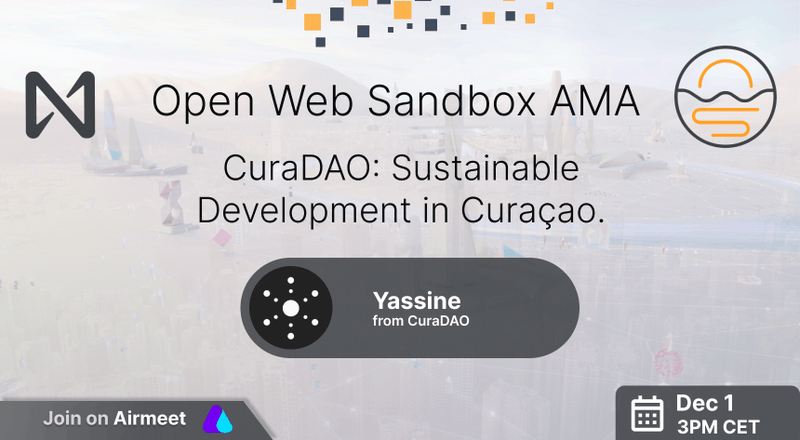 Open Web Sandbox AMA
CuraDAO: Sustainable
Development in Curaçao.
Yassine
from CuraDAO
Join on Airmeet
Dec 1
3PM CET